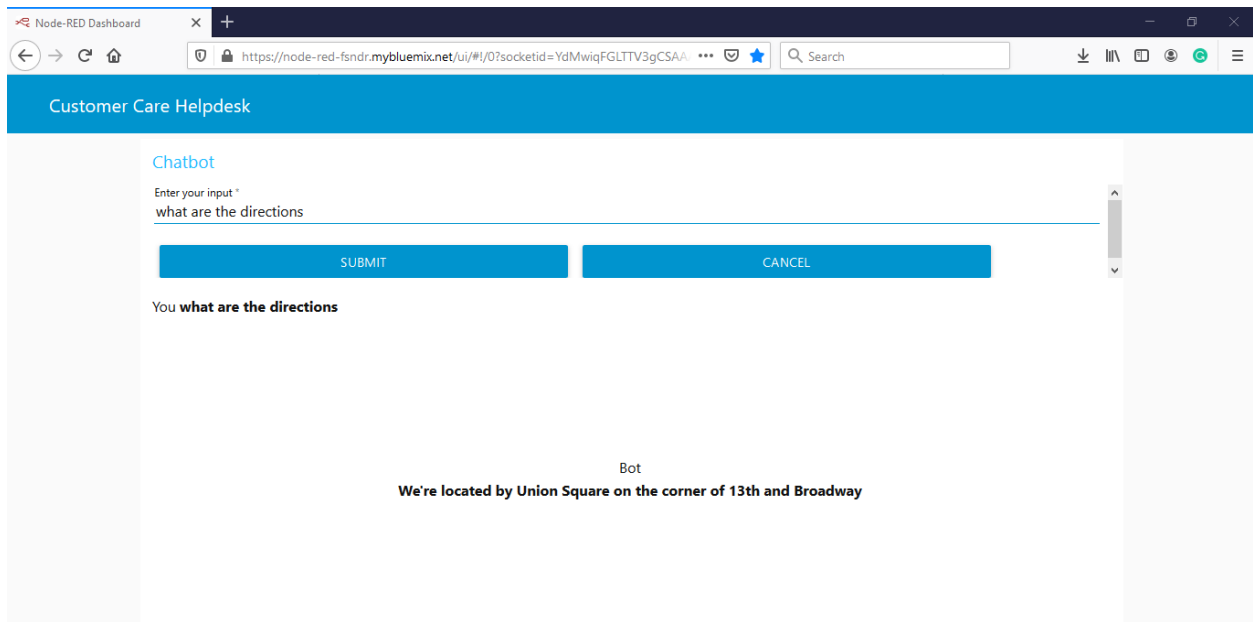 Node-RED Dashboard
https://node-red-fsndr.mybluemix.net/ui/#!/0?socketid=YdMwiqFGLTTV3gCSAA
Search
Customer Care Helpdesk
Chatbot
Enter your input *
what are the directions
SUBMIT
CANCEL
You what are the directions
Bot
We're located by Union Square on the corner of 13th and Broadway